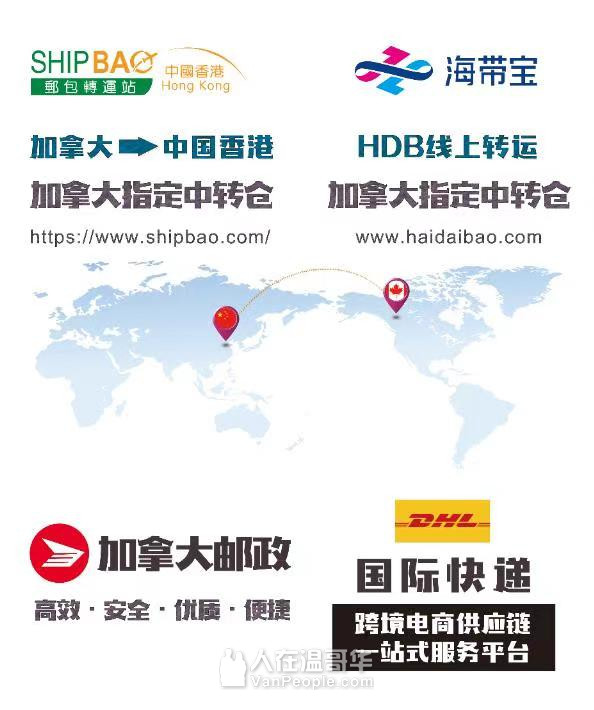 SHIPBAO 中國香港
郵包轉運站 Hong Kong
加拿大 中国香港
加拿大指定中转仓
https://www.shipbao.com/
海带宝
HDB线上转运
加拿大指定中转仓
www.haidaibao.com
加拿大邮政
高效·安全·优质·便捷
DHL
国际快递
跨境电商供应链
一站式服务平台
人在温哥华
VanPeople.com